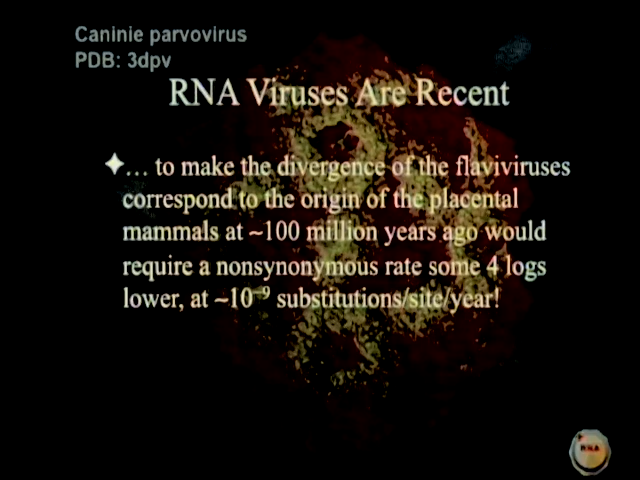 Caninie parvovirus
PDB: 3dpv
RNA Viruses Are Recent
✦... to make the divergence of the flaviviruses
correspond to the origin of the placental
mammals at ~100 million years ago would
require a nonsynonymous rate some 4 logs
lower, at ~10⁻⁹ substitutions/site/year!
RNA